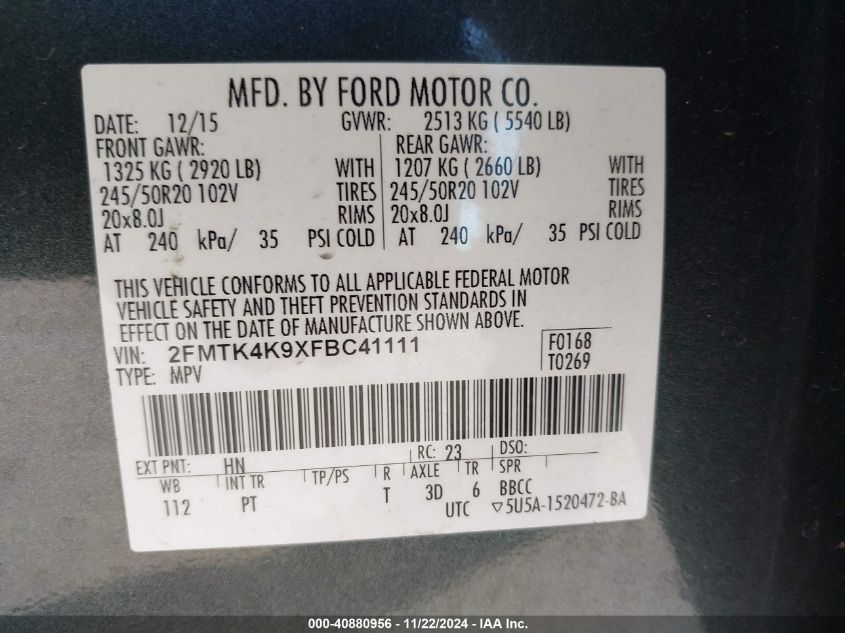 MFD. BY FORD MOTOR CO.
DATE: 12/15 GVWR: 2513 KG ( 5540 LB)
FRONT GAWR: REAR GAWR:
1325 KG ( 2920 LB) WITH 1207 KG ( 2660 LB) WITH
245/50R20 102V TIRES 245/50R20 102V TIRES
20x8.0J RIMS 20x8.0J RIMS
AT 240 kPa/ 35 PSI COLD AT 240 kPa/ 35 PSI COLD
THIS VEHICLE CONFORMS TO ALL APPLICABLE FEDERAL MOTOR
VEHICLE SAFETY AND THEFT PREVENTION STANDARDS IN
EFFECT ON THE DATE OF MANUFACTURE SHOWN ABOVE.
VIN: 2FMTK4K9XFBC41111 F0168
TYPE: MPV T0269
EXT PNT: HN RC: 23 DSO:
WB INT TR TP/PS R AXLE TR SPR
112 PT T 3D 6 BBCC
UTC ▽5U5A-1520472-BA
000-40880956 - 11/22/2024 - IAA Inc.